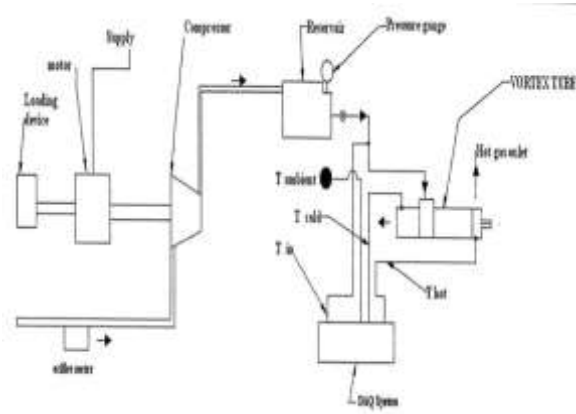 Supply
Compressor
Reservoir
Pressure gauge
motor
Loading
device
VORTEX TUBE
Hot gas outlet
T ambient
T cold
T in
T hot
orifice meter
DAQ System